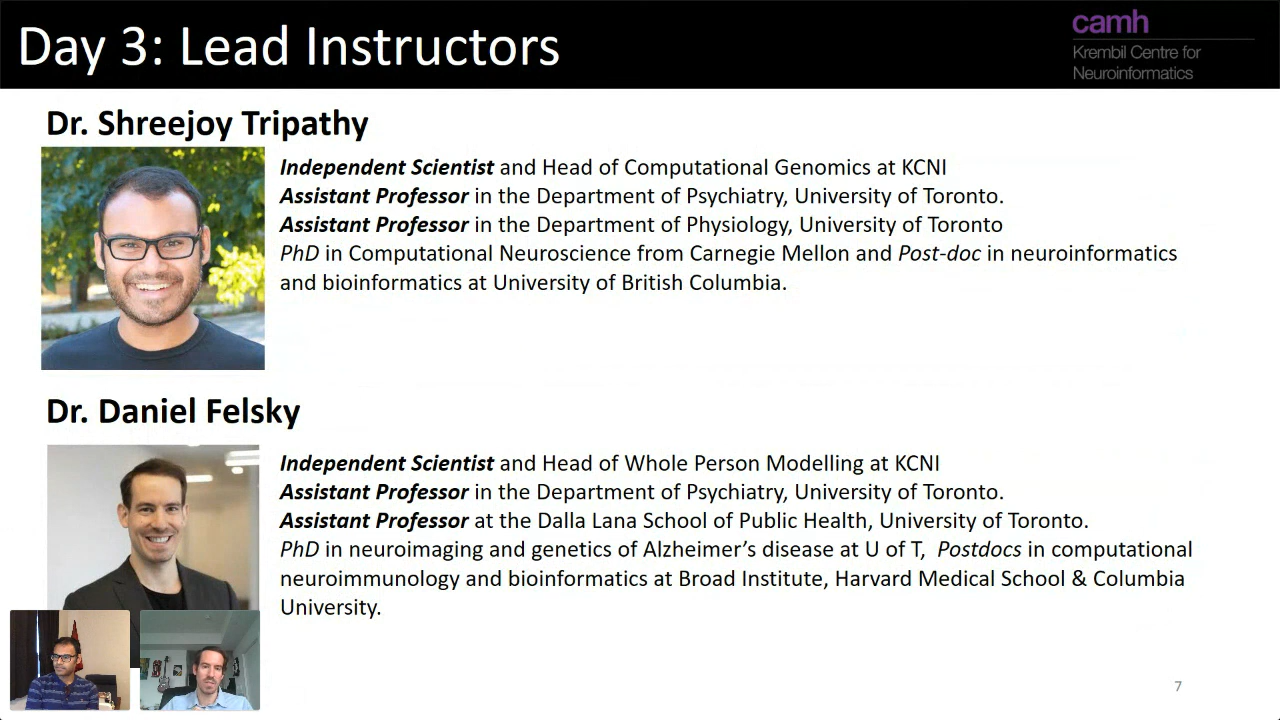 Day 3: Lead Instructors
camh
Krembil Centre for
Neuroinformatics
Dr. Shreejoy Tripathy
Independent Scientist and Head of Computational Genomics at KCNI
Assistant Professor in the Department of Psychiatry, University of Toronto.
Assistant Professor in the Department of Physiology, University of Toronto
PhD in Computational Neuroscience from Carnegie Mellon and Post-doc in neuroinformatics
and bioinformatics at University of British Columbia.
Dr. Daniel Felsky
Independent Scientist and Head of Whole Person Modelling at KCNI
Assistant Professor in the Department of Psychiatry, University of Toronto.
Assistant Professor at the Dalla Lana School of Public Health, University of Toronto.
PhD in neuroimaging and genetics of Alzheimer’s disease at U of T,  Postdocs in computational
neuroimmunology and bioinformatics at Broad Institute, Harvard Medical School & Columbia
University.
7